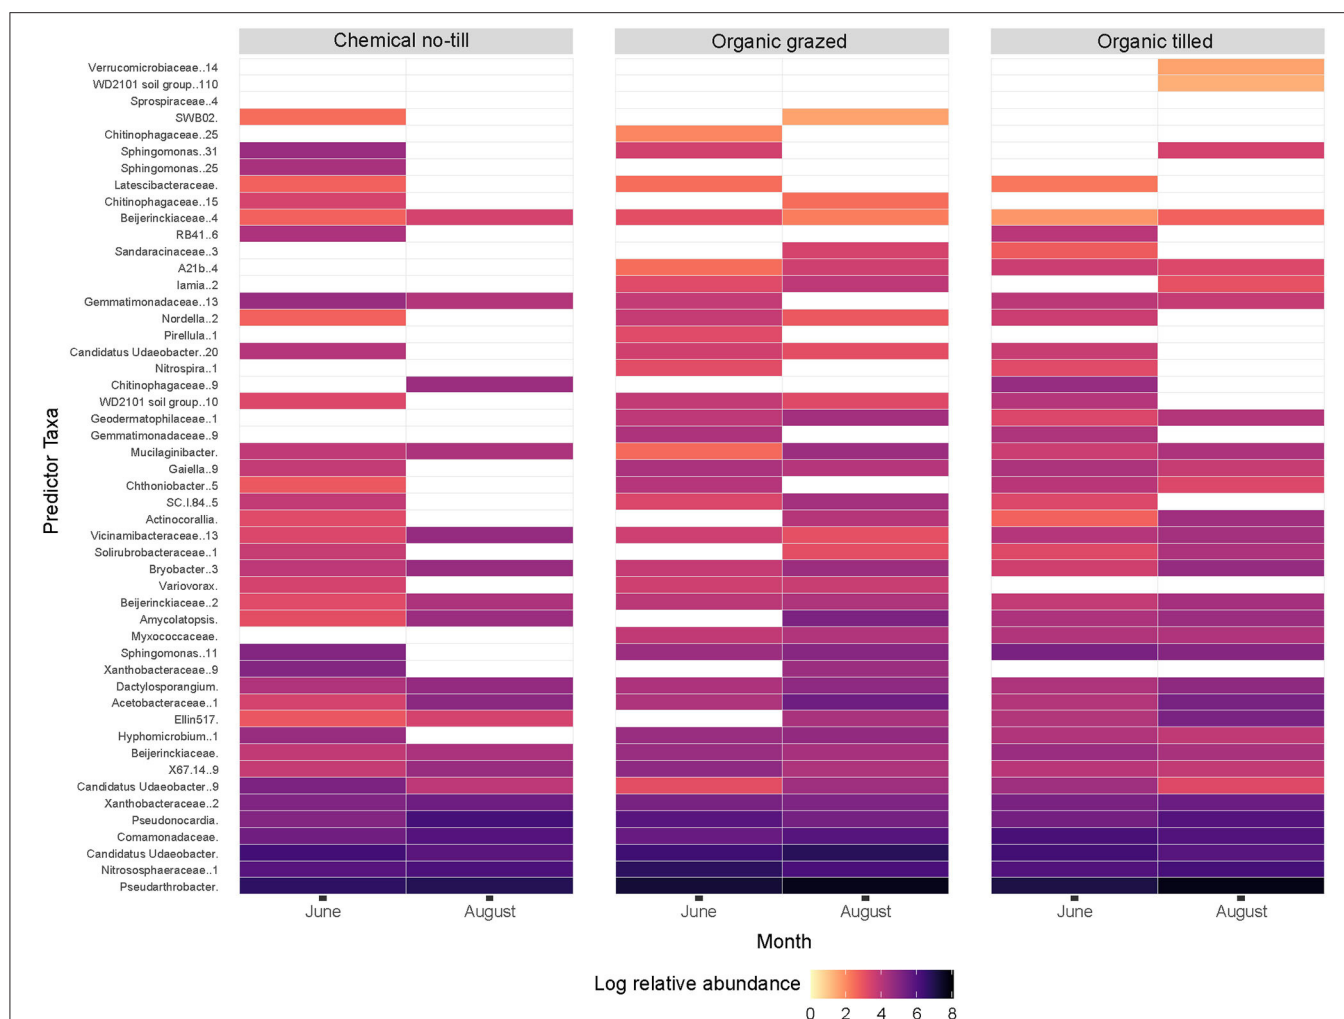 Chemical no-till
Organic grazed
Organic tilled
Verrucomicrobiaceae..14
WD2101 soil group..110
Sprospiraceae..4
SWB02.
Chitinophagaceae..25
Sphingomonas..31
Sphingomonas..25
Latescibacteraceae.
Chitinophagaceae..15
Beijerinckiaceae..4
RB41..6
Sandaracinaceae..3
A21b..4
Iamia..2
Gemmatimonadaceae..13
Nordella..2
Pirellula..1
Candidatus Udaeobacter..20
Nitrospira..1
Chitinophagaceae..9
WD2101 soil group..10
Geodermatophilaceae..1
Gemmatimonadaceae..9
Mucilaginibacter.
Gaiella..9
Chthoniobacter..5
SC.I.84..5
Actinocorallia.
Vicinamibacteraceae..13
Solirubrobacteraceae..1
Bryobacter..3
Variovorax.
Beijerinckiaceae..2
Amycolatopsis.
Myxococcaceae.
Sphingomonas..11
Xanthobacteraceae..9
Dactylosporangium.
Acetobacteraceae..1
Ellin517.
Hyphomicrobium..1
Beijerinckiaceae.
X67.14..9
Candidatus Udaeobacter..9
Xanthobacteraceae..2
Pseudonocardia.
Comamonadaceae.
Candidatus Udaeobacter.
Nitrososphaeraceae..1
Pseudarthrobacter.
Predictor Taxa
June August June August June August
Month
Log relative abundance
0 2 4 6 8